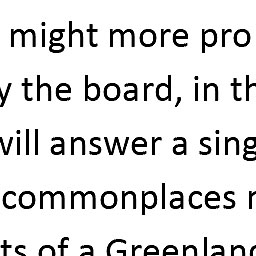 might more pro
y the board, in th
will answer a sing
commonplaces
ts of a Greenland